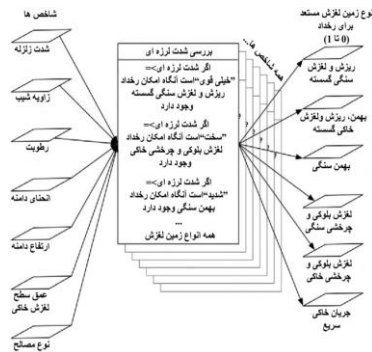 شاخص ها
شدت زلزله
زاویه شیب
رطوبت
انحنای دامنه
ارتفاع دامنه
عمق سطح
لغزش خاکی
نوع مصالح
بررسی شدت لرزه ای
اگر شدت لرزه ای >=
"خیلی قوی"است آنگاه امکان رخداد
ریزش و لغزش سنگی گسسته
وجود دارد
اگر شدت لرزه ای >=
"سخت"است آنگاه امکان رخداد
لغزش بلوکی و چرخشی خاکی
وجود دارد
اگر شدت لرزه ای >=
"شدید"است آنگاه امکان رخداد
بهمن سنگی وجود دارد
...
همه انواع زمین لغزش
همه شاخص ها...
نوع زمین لغزش مستعد
برای رخداد
(0 تا 1)
ریزش و لغزش
سنگی گسسته
بهمن، ریزش ولغزش
خاکی گسسته
بهمن سنگی
لغزش بلوکی و
چرخشی سنگی
لغزش بلوکی و
چرخشی خاکی
جریان خاکی
سریع